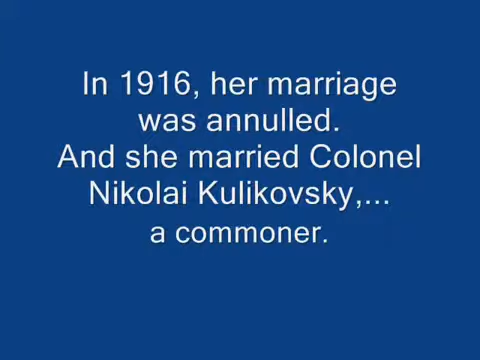 In 1916, her marriage
was annulled.
And she married Colonel
Nikolai Kulikovsky,...
a commoner.